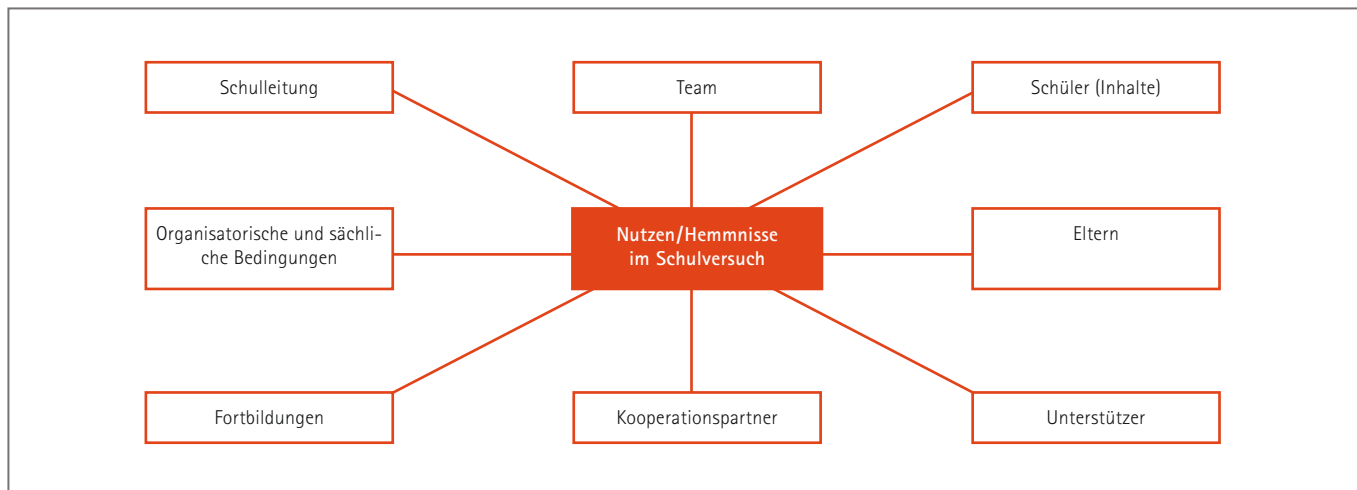 Schulleitung
Team
Schüler (Inhalte)
Organisatorische und sächli-
che Bedingungen
Nutzen/Hemmnisse
im Schulversuch
Eltern
Fortbildungen
Kooperationspartner
Unterstützer